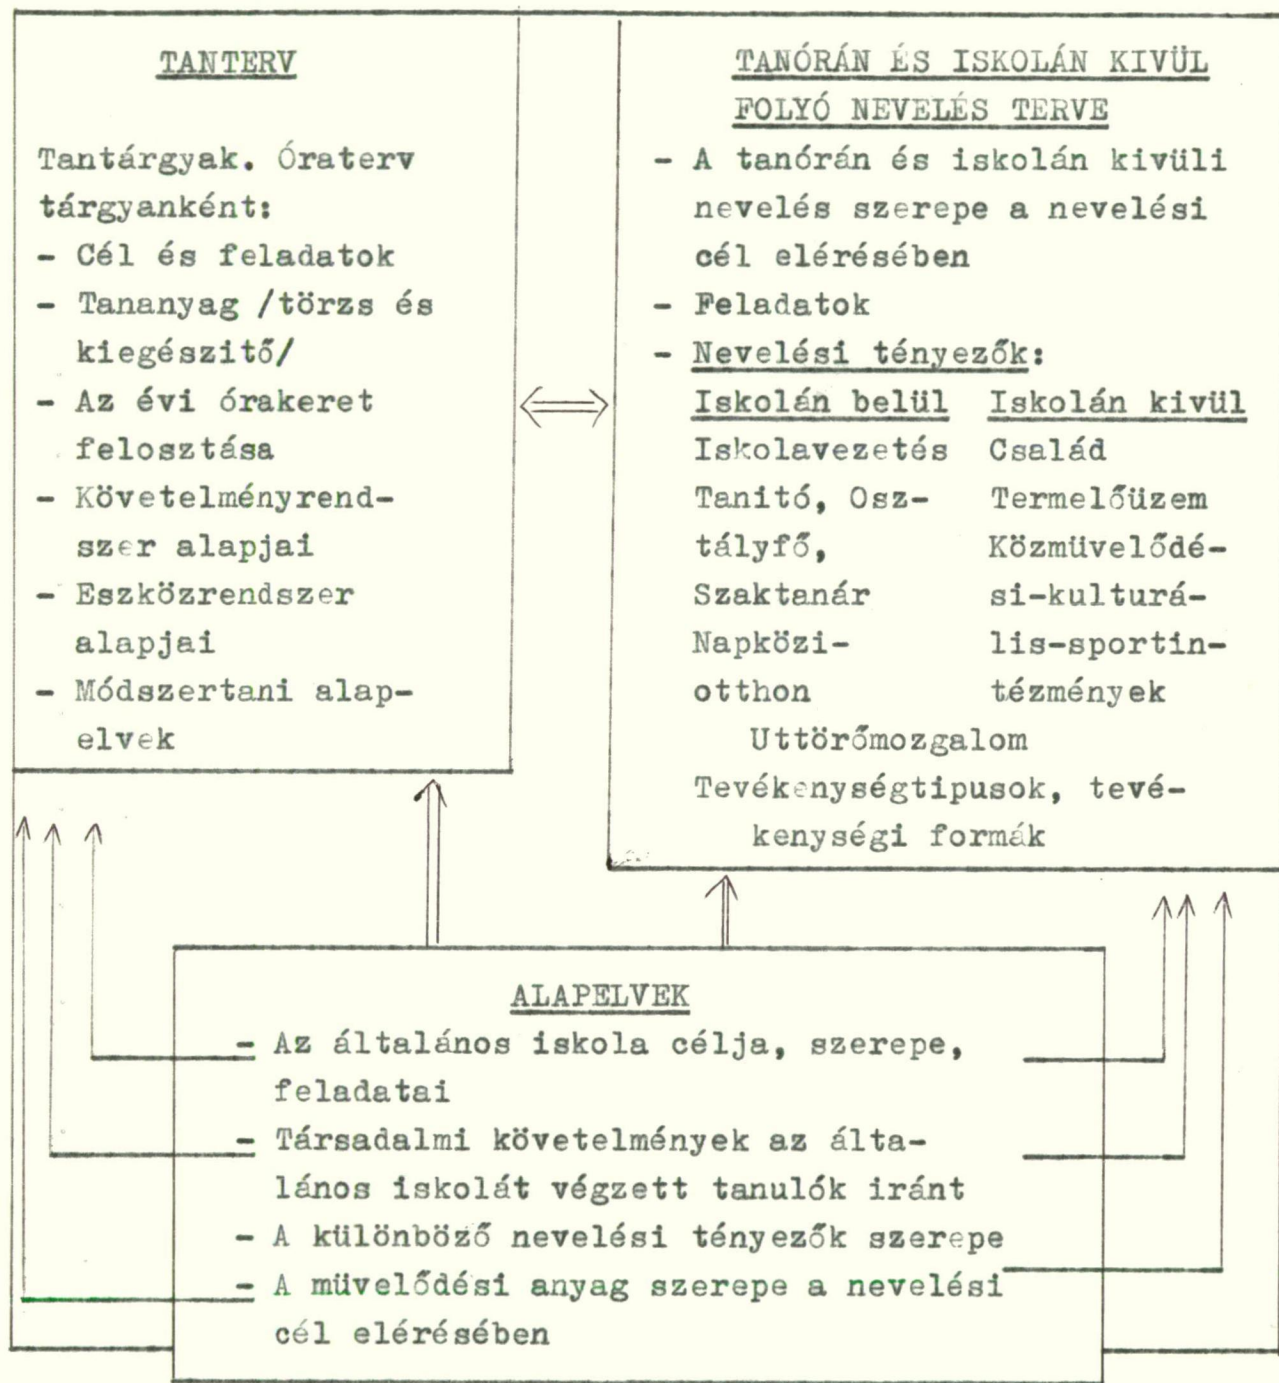 TANTERV
Tantárgyak. Óraterv
tárgyanként:
- Cél és feladatok
- Tananyag /törzs és
kiegészitő/
- Az évi órakeret
felosztása
- Követelményrend-
szer alapjai
- Eszközrendszer
alapjai
- Módszertani alap-
elvek
TANÓRÁN ÉS ISKOLÁN KIVÜL
FOLYÓ NEVELÉS TERVE
- A tanórán és iskolán kivüli
nevelés szerepe a nevelési
cél elérésében
- Feladatok
- Nevelési tényezők:
Iskolán belül
Iskolavezetés
Tanitó, Osz-
tályfő,
Szaktanár
Napközi-
otthon
Iskolán kivül
Család
Termelőüzem
Közmüvelődé-
si-kulturá-
lis-sportin-
tézmények
Uttörőmozgalom
Tevékenységtipusok, tevé-
kenységi formák
ALAPELVEK
- Az általános iskola célja, szerepe,
feladatai
- Társadalmi követelmények az álta-
lános iskolát végzett tanulók iránt
- A különböző nevelési tényezők szerepe
- A müvelődési anyag szerepe a nevelési
cél elérésében